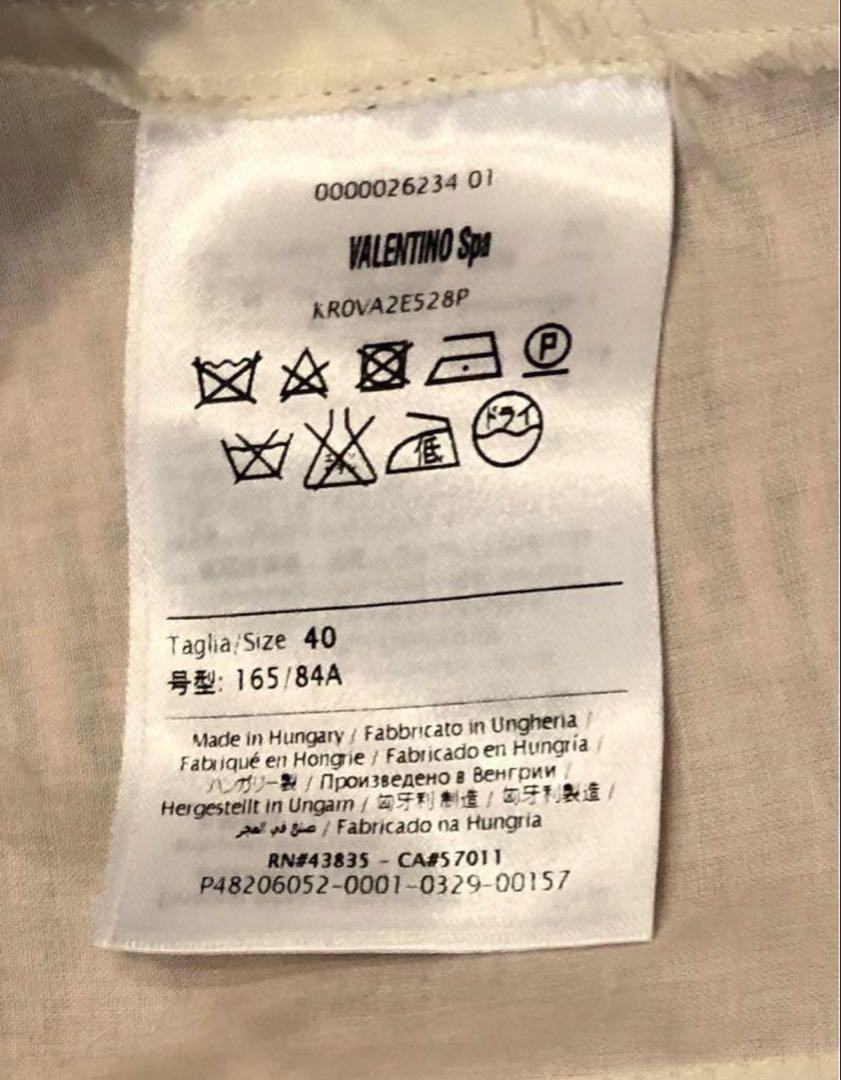 0000026234 01
VALENTINO Spa
KR0VA2E528P
P
ドライ
低
Taglia/Size 40
号型: 165/84A
Made in Hungary / Fabbricato in Ungheria /
Fabriqué en Hongrie / Fabricado en Hungría /
ハンガリー製 / Произведено в Венгрии /
Hergestellt in Ungarn / 匈牙利制造 / 匈牙利製造 /
صنع في المجر / Fabricado na Hungria
RN#43835 - CA#57011
P48206052-0001-0329-00157